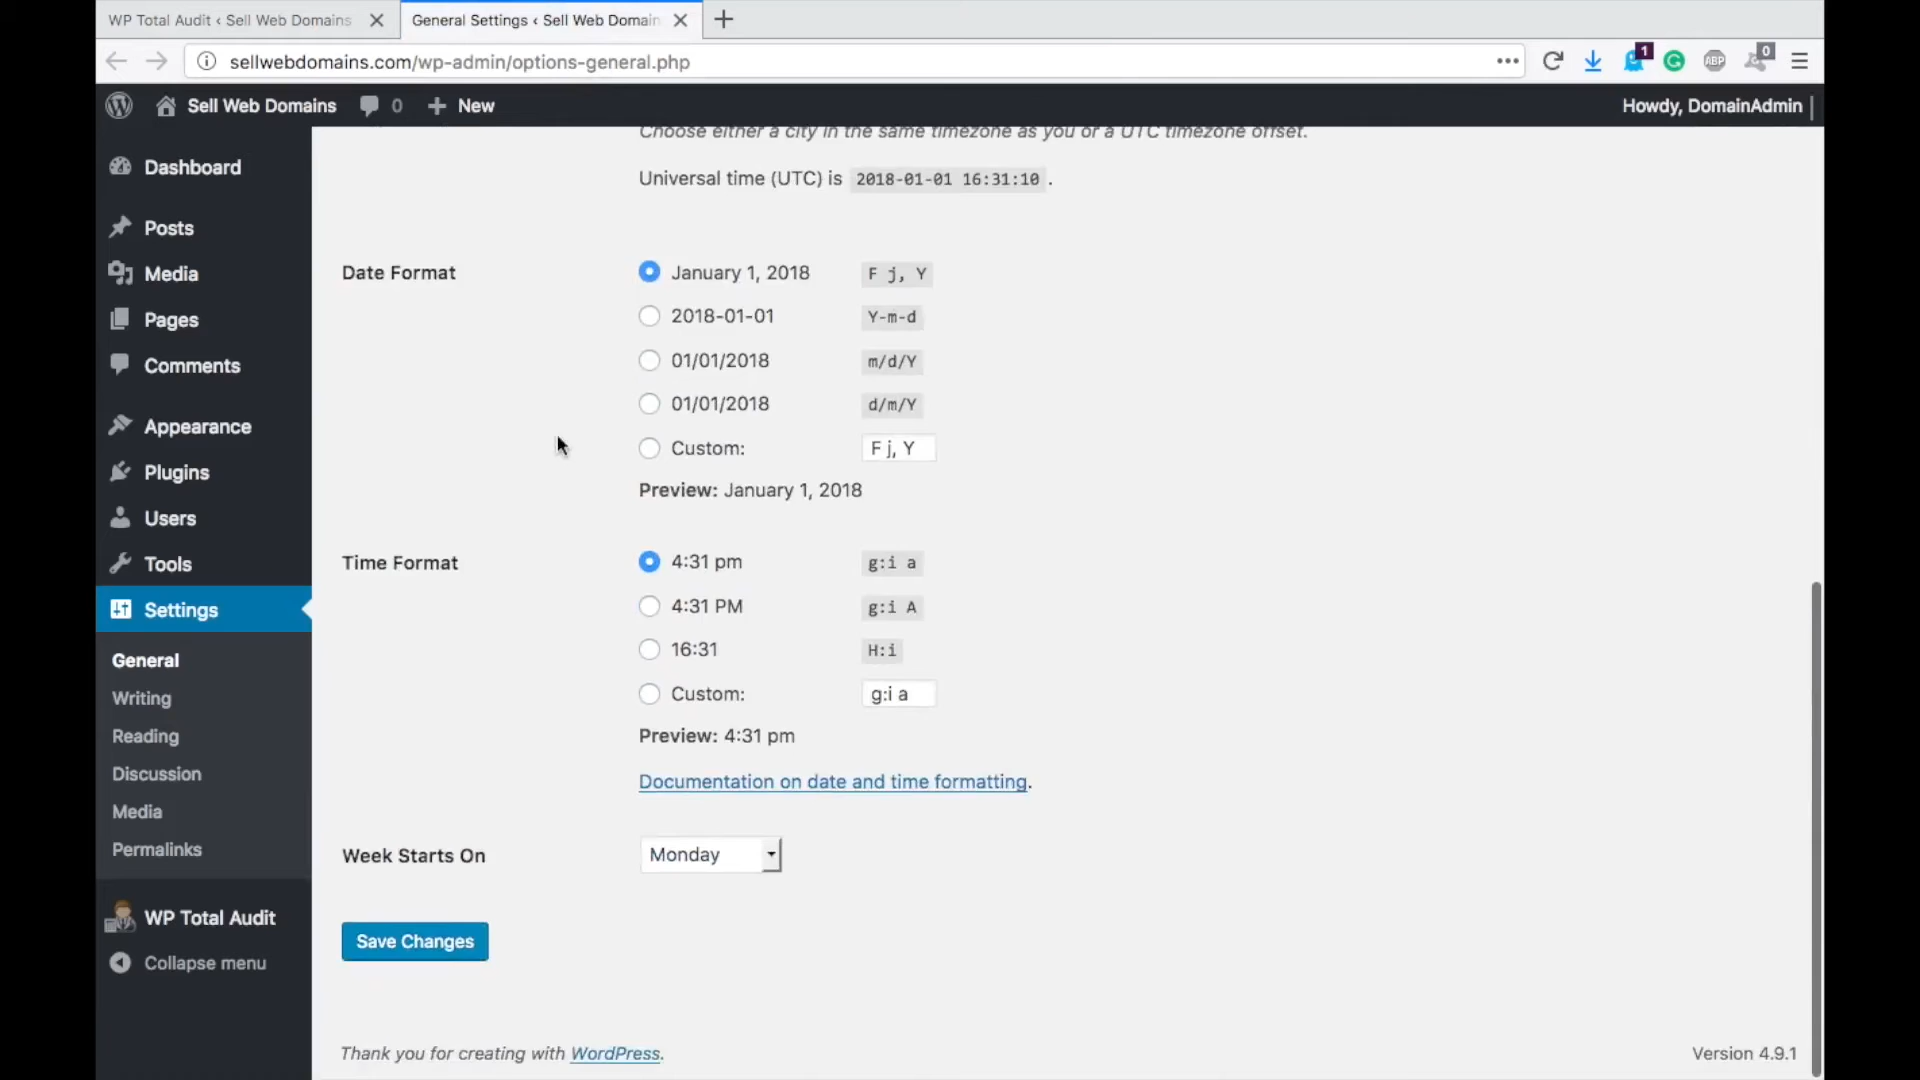 WP Total Audit ‹ Sell Web Domains
General Settings ‹ Sell Web Domain
sellwebdomains.com/wp-admin/options-general.php
1
ABP
0
Sell Web Domains
0
New
Howdy, DomainAdmin
Dashboard
Posts
Media
Pages
Comments
Appearance
Plugins
Users
Tools
Settings
General
Writing
Reading
Discussion
Media
Permalinks
WP Total Audit
Collapse menu
Choose either a city in the same timezone as you or a UTC timezone offset.
Universal time (UTC) is 2018-01-01 16:31:10 .
Date Format
January 1, 2018 F j, Y
2018-01-01 Y-m-d
01/01/2018 m/d/Y
01/01/2018 d/m/Y
Custom: F j, Y
Preview: January 1, 2018
Time Format
4:31 pm g:i a
4:31 PM g:i A
16:31 H:i
Custom: g:i a
Preview: 4:31 pm
Documentation on date and time formatting.
Week Starts On Monday
Save Changes
Thank you for creating with WordPress.
Version 4.9.1